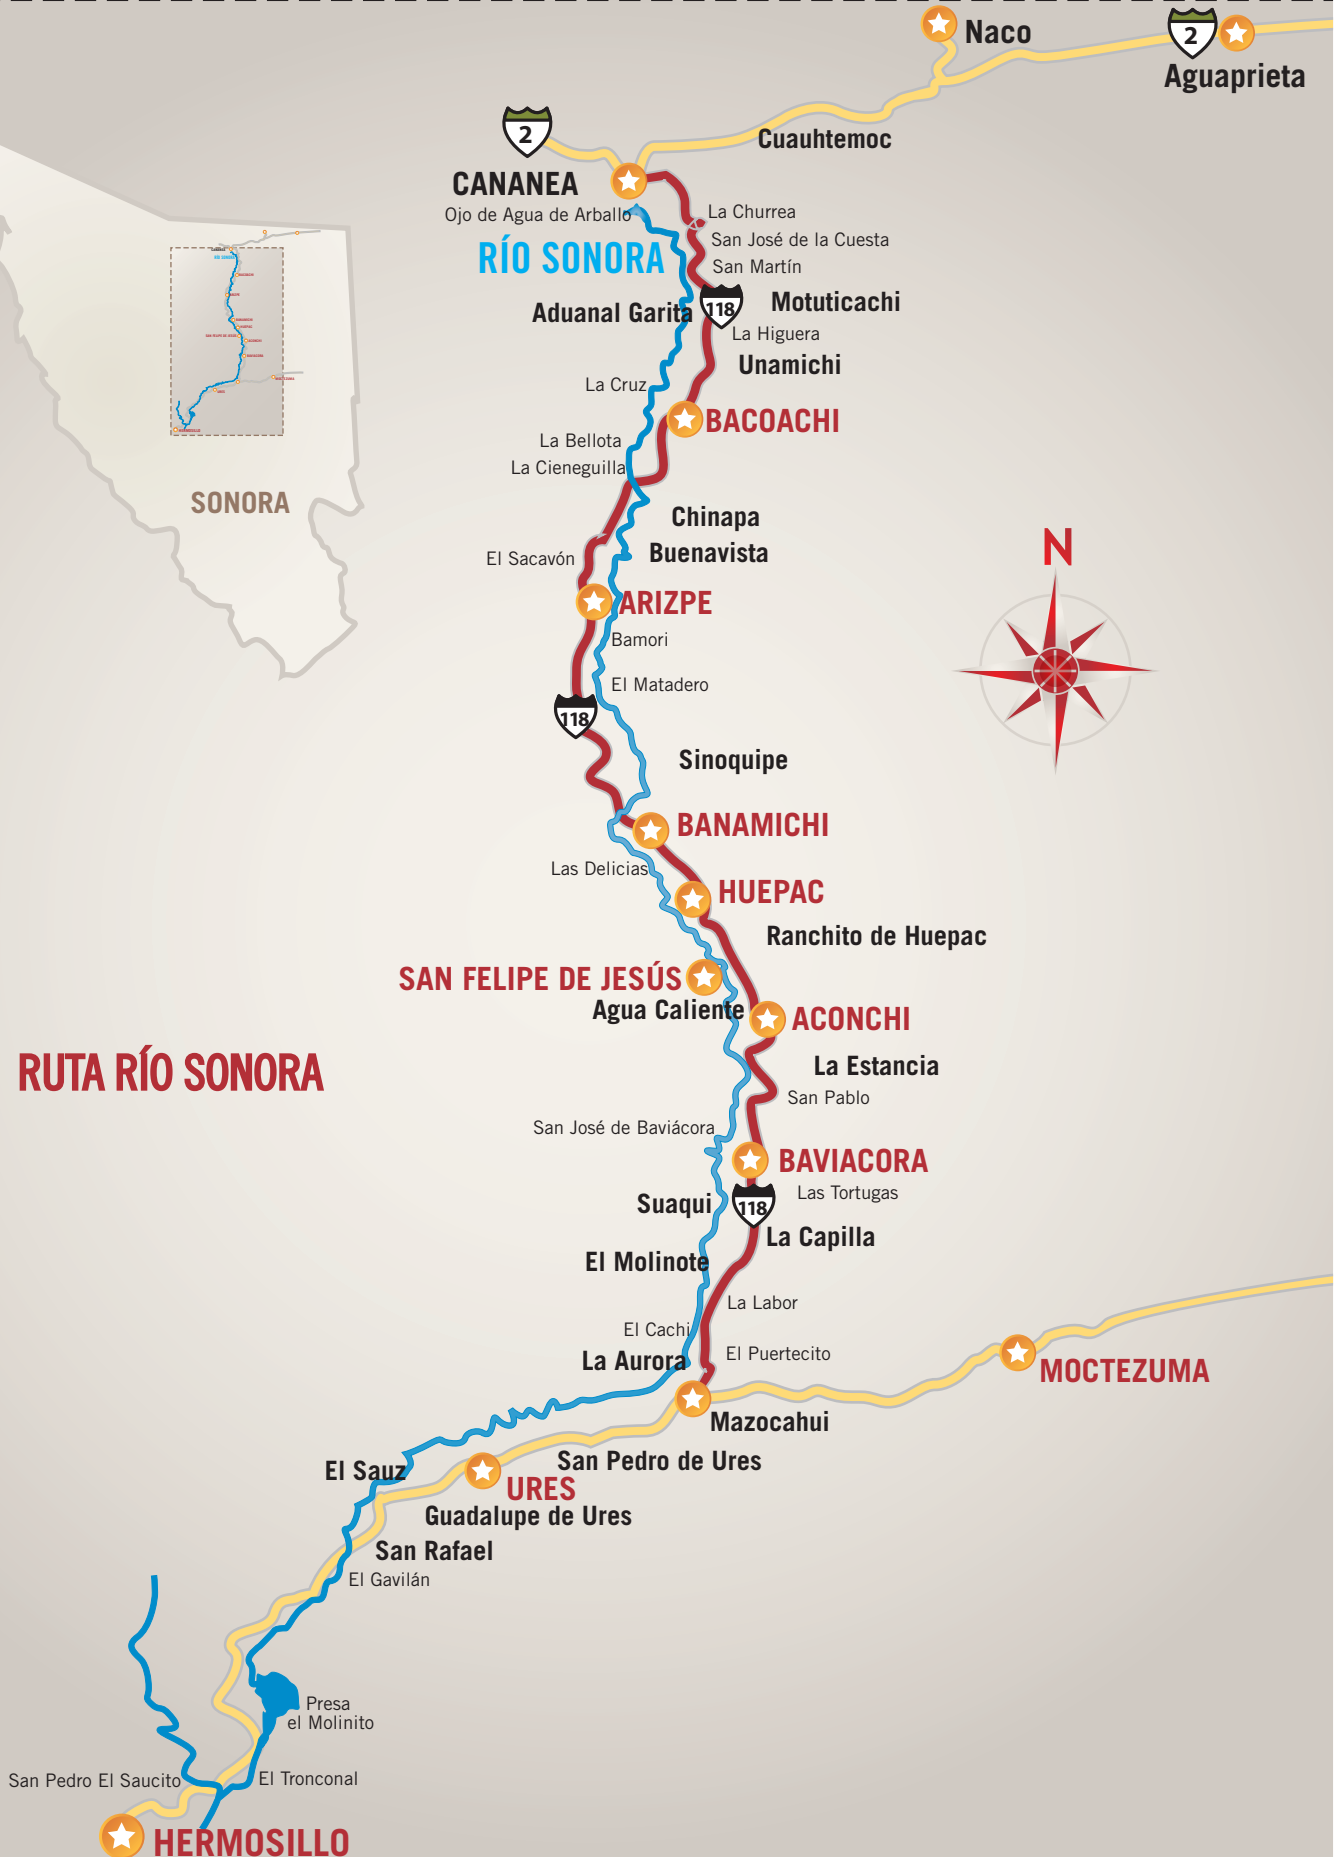 Naco
2
Aguaprieta
2
Cuauhtemoc
CANANEA
Ojo de Agua de Arballo
La Churrea
RÍO SONORA
San José de la Cuesta
San Martín
Aduanal Garita
118
Motuticachi
La Higuera
Unamichi
La Cruz
BACOACHI
La Bellota
La Cieneguilla
SONORA
Chinapa
Buenavista
El Sacavón
N
ARIZPE
Bamori
El Matadero
118
Sinoquipe
BANAMICHI
Las Delicias
HUEPAC
Ranchito de Huepac
SAN FELIPE DE JESÚS
Agua Caliente
ACONCHI
RUTA RÍO SONORA
La Estancia
San Pablo
San José de Baviácora
BAVIACORA
Las Tortugas
Suaqui
118
La Capilla
El Molinote
La Labor
El Cachi
La Aurora
El Puertecito
MOCTEZUMA
Mazocahui
San Pedro de Ures
El Sauz
URES
Guadalupe de Ures
San Rafael
El Gavilán
Presa
el Molinito
San Pedro El Saucito
El Tronconal
HERMOSILLO